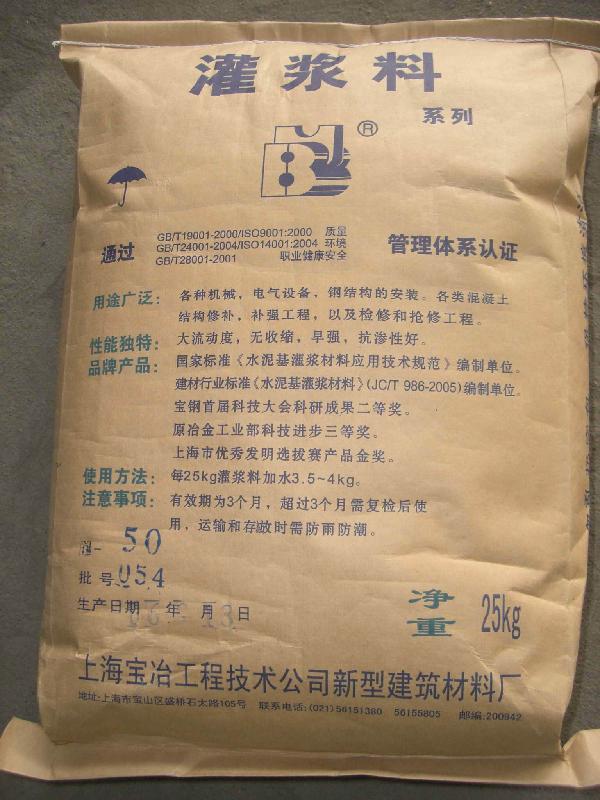 灌浆料
系列
®
通过
GB/T19001-2000/ISO9001:2000 质量
GB/T24001-2004/ISO14001:2004 环境
GB/T28001-2001 职业健康安全
管理体系认证
用途广泛: 各种机械，电气设备，钢结构的安装。各类混凝土
结构修补，补强工程，以及检修和抢修工程。
性能独特: 大流动度，无收缩，早强，抗渗性好。
品牌产品: 国家标准《水泥基灌浆材料应用技术规范》编制单位。
建材行业标准《水泥基灌浆材料》(JC/T 986-2005)编制单位。
宝钢首届科技大会科研成果二等奖。
原冶金工业部科技进步三等奖。
上海市优秀发明选拔赛产品金奖。
使用方法: 每25kg灌浆料加水3.5~4kg。
注意事项: 有效期为3个月，超过3个月需复检后使
用，运输和存放时需防雨防潮。
50
批号 054
生产日期 年 月 日
净重 25kg
上海宝冶工程技术公司新型建筑材料厂
地址:上海市宝山区盛桥石太路105号 联系电话:(021)56151380 56155805 邮编:200942